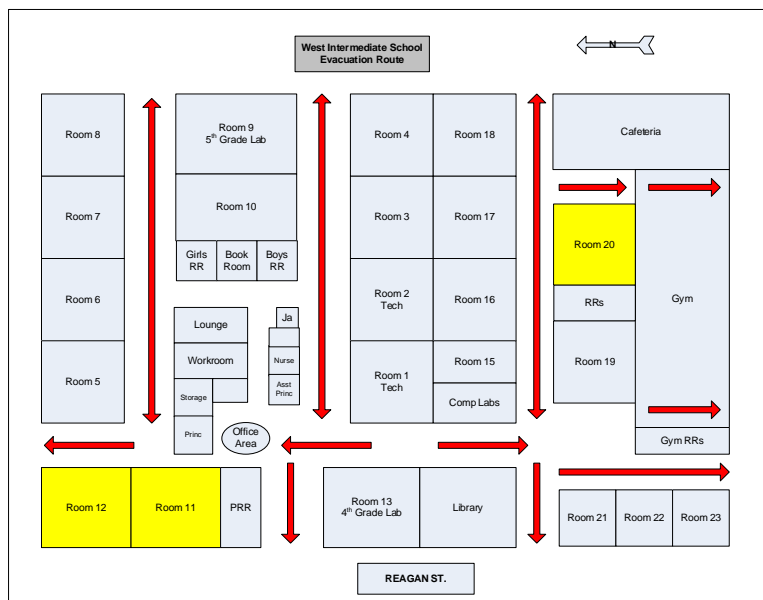 West Intermediate School
Evacuation Route
N
Room 8
Room 9
5th Grade Lab
Room 4
Room 18
Cafeteria
Room 7
Room 10
Room 3
Room 17
Room 20
Girls
RR
Book
Room
Boys
RR
Room 6
Lounge
Ja
Room 2
Tech
Room 16
RRs
Gym
Workroom
Nurse
Room 5
Storage
Asst
Princ
Room 1
Tech
Room 15
Comp Labs
Room 19
Princ
Office
Area
Gym RRs
Room 12
Room 11
PRR
Room 13
4th Grade Lab
Library
Room 21
Room 22
Room 23
REAGAN ST.